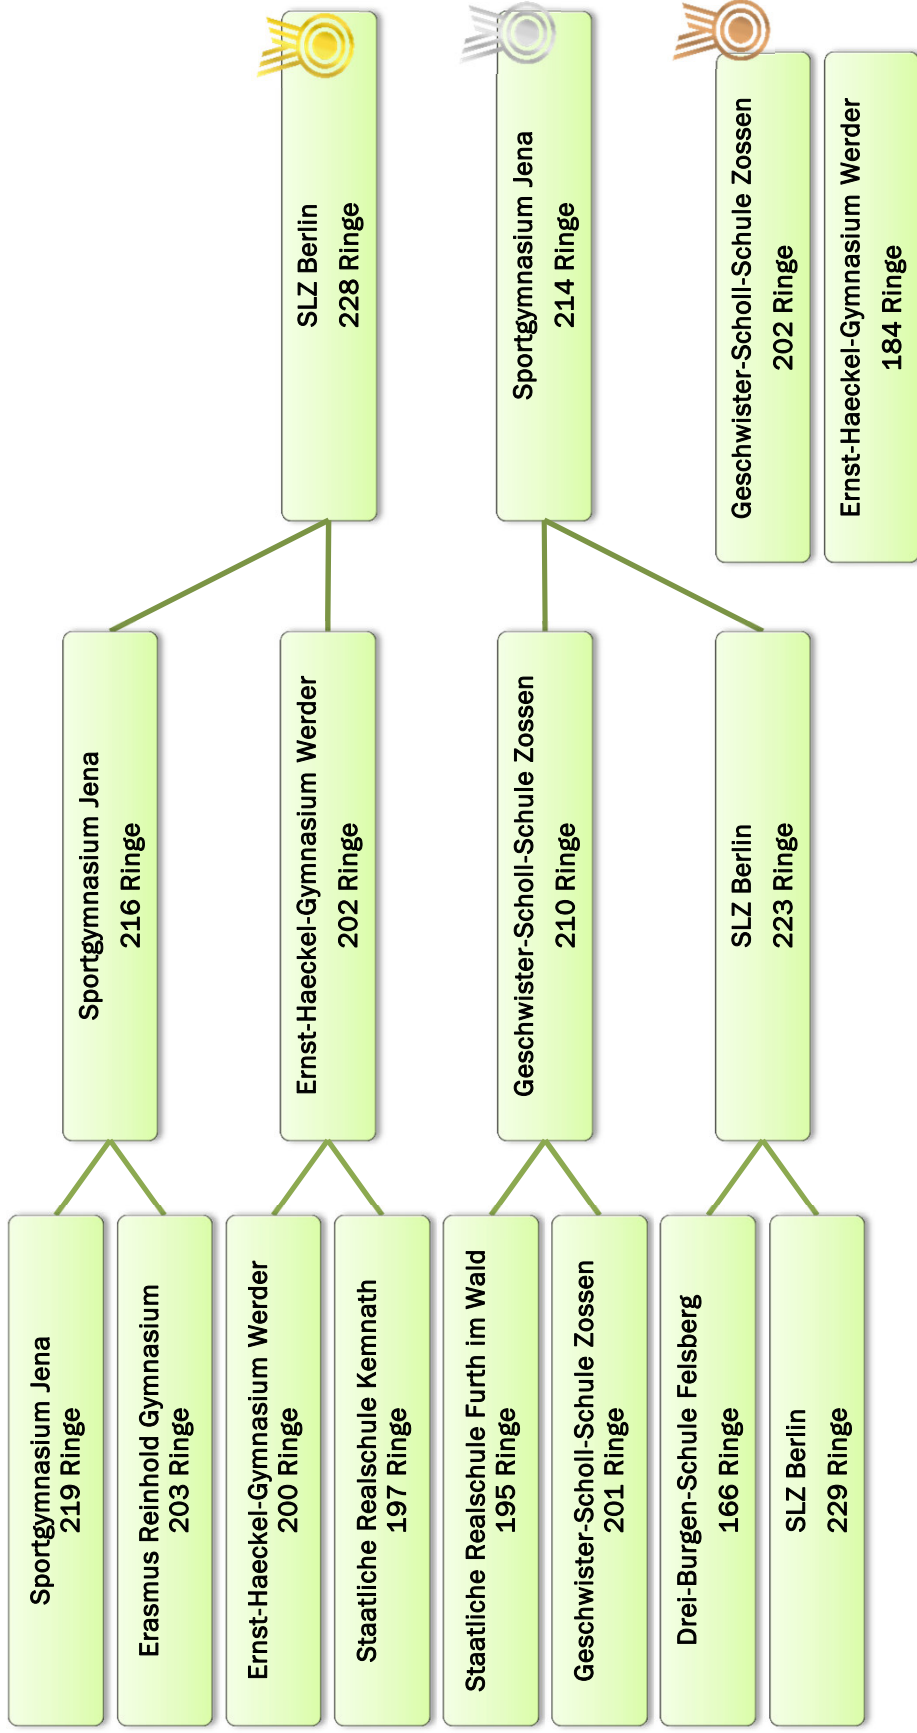 Sportgymnasium Jena
219 Ringe
Erasmus Reinhold Gymnasium
203 Ringe
Ernst-Haeckel-Gymnasium Werder
200 Ringe
Staatliche Realschule Kemnath
197 Ringe
Staatliche Realschule Furth im Wald
195 Ringe
Geschwister-Scholl-Schule Zossen
201 Ringe
Drei-Burgen-Schule Felsberg
166 Ringe
SLZ Berlin
229 Ringe
Sportgymnasium Jena
216 Ringe
Ernst-Haeckel-Gymnasium Werder
202 Ringe
Geschwister-Scholl-Schule Zossen
210 Ringe
SLZ Berlin
223 Ringe
SLZ Berlin
228 Ringe
Sportgymnasium Jena
214 Ringe
Geschwister-Scholl-Schule Zossen
202 Ringe
Ernst-Haeckel-Gymnasium Werder
184 Ringe